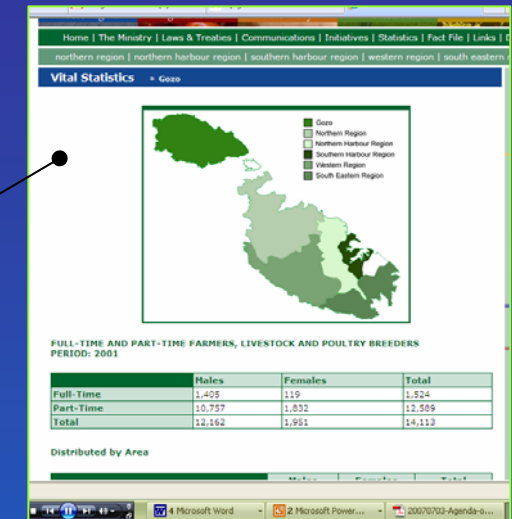 Home | The Ministry | Laws & Treaties | Communications | Initiatives | Statistics | Fact File | Links |
northern region | northern harbour region | southern harbour region | western region | south eastern
Vital Statistics » Gozo
Gozo
Northern Region
Northern Harbour Region
Southern Harbour Region
Western Region
South Eastern Region
FULL-TIME AND PART-TIME FARMERS, LIVESTOCK AND POULTRY BREEDERS
PERIOD: 2001
Males Females Total
Full-Time 1,405 119 1,524
Part-Time 10,757 1,832 12,589
Total 12,162 1,951 14,113
Distributed by Area
Males Females Total
4 Microsoft Word 2 Microsoft Power... 20070703-Agenda-o...